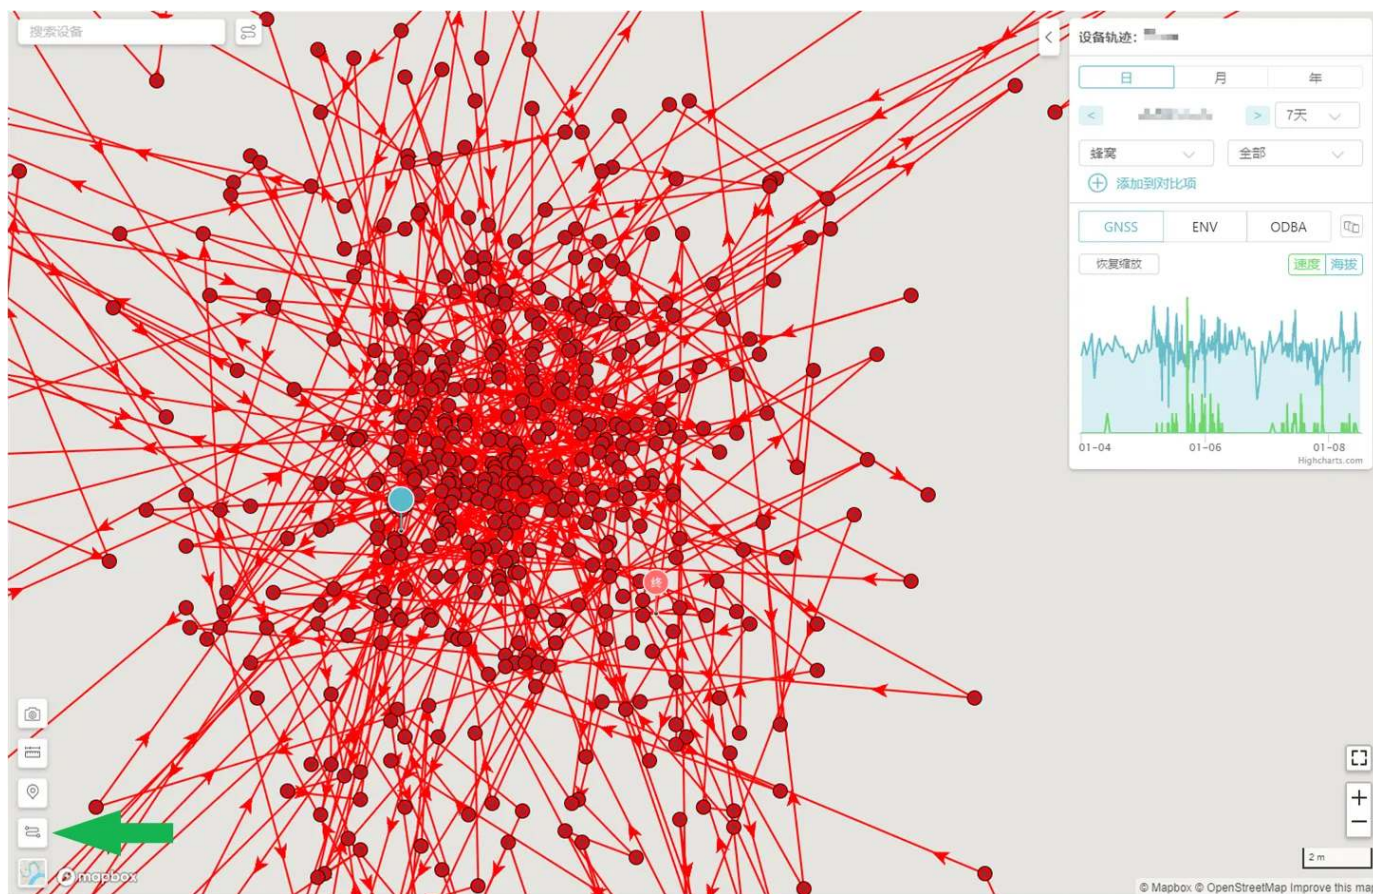 搜索设备
设备轨迹:
日 月 年
< > 7天
蜂窝 全部
添加到对比项
GNSS ENV ODBA
恢复缩放 速度 海拔
01-04 01-06 01-08
Highcharts.com
终
2 m
mapbox
© Mapbox © OpenStreetMap Improve this map